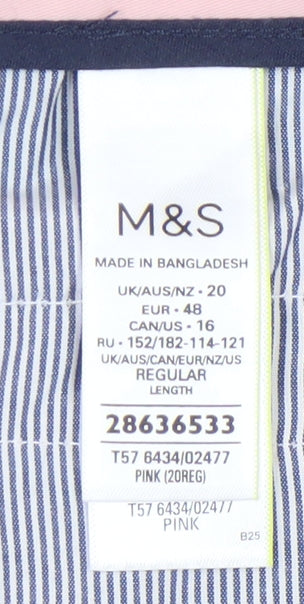 M&S
MADE IN BANGLADESH
UK/AUS/NZ • 20
EUR • 48
CAN/US • 16
RU • 152/182-114-121
UK/AUS/CAN/EUR/NZ/US
REGULAR
LENGTH
28636533
T57 6434/02477
PINK (20REG)
T57 6434/02477
PINK
B25